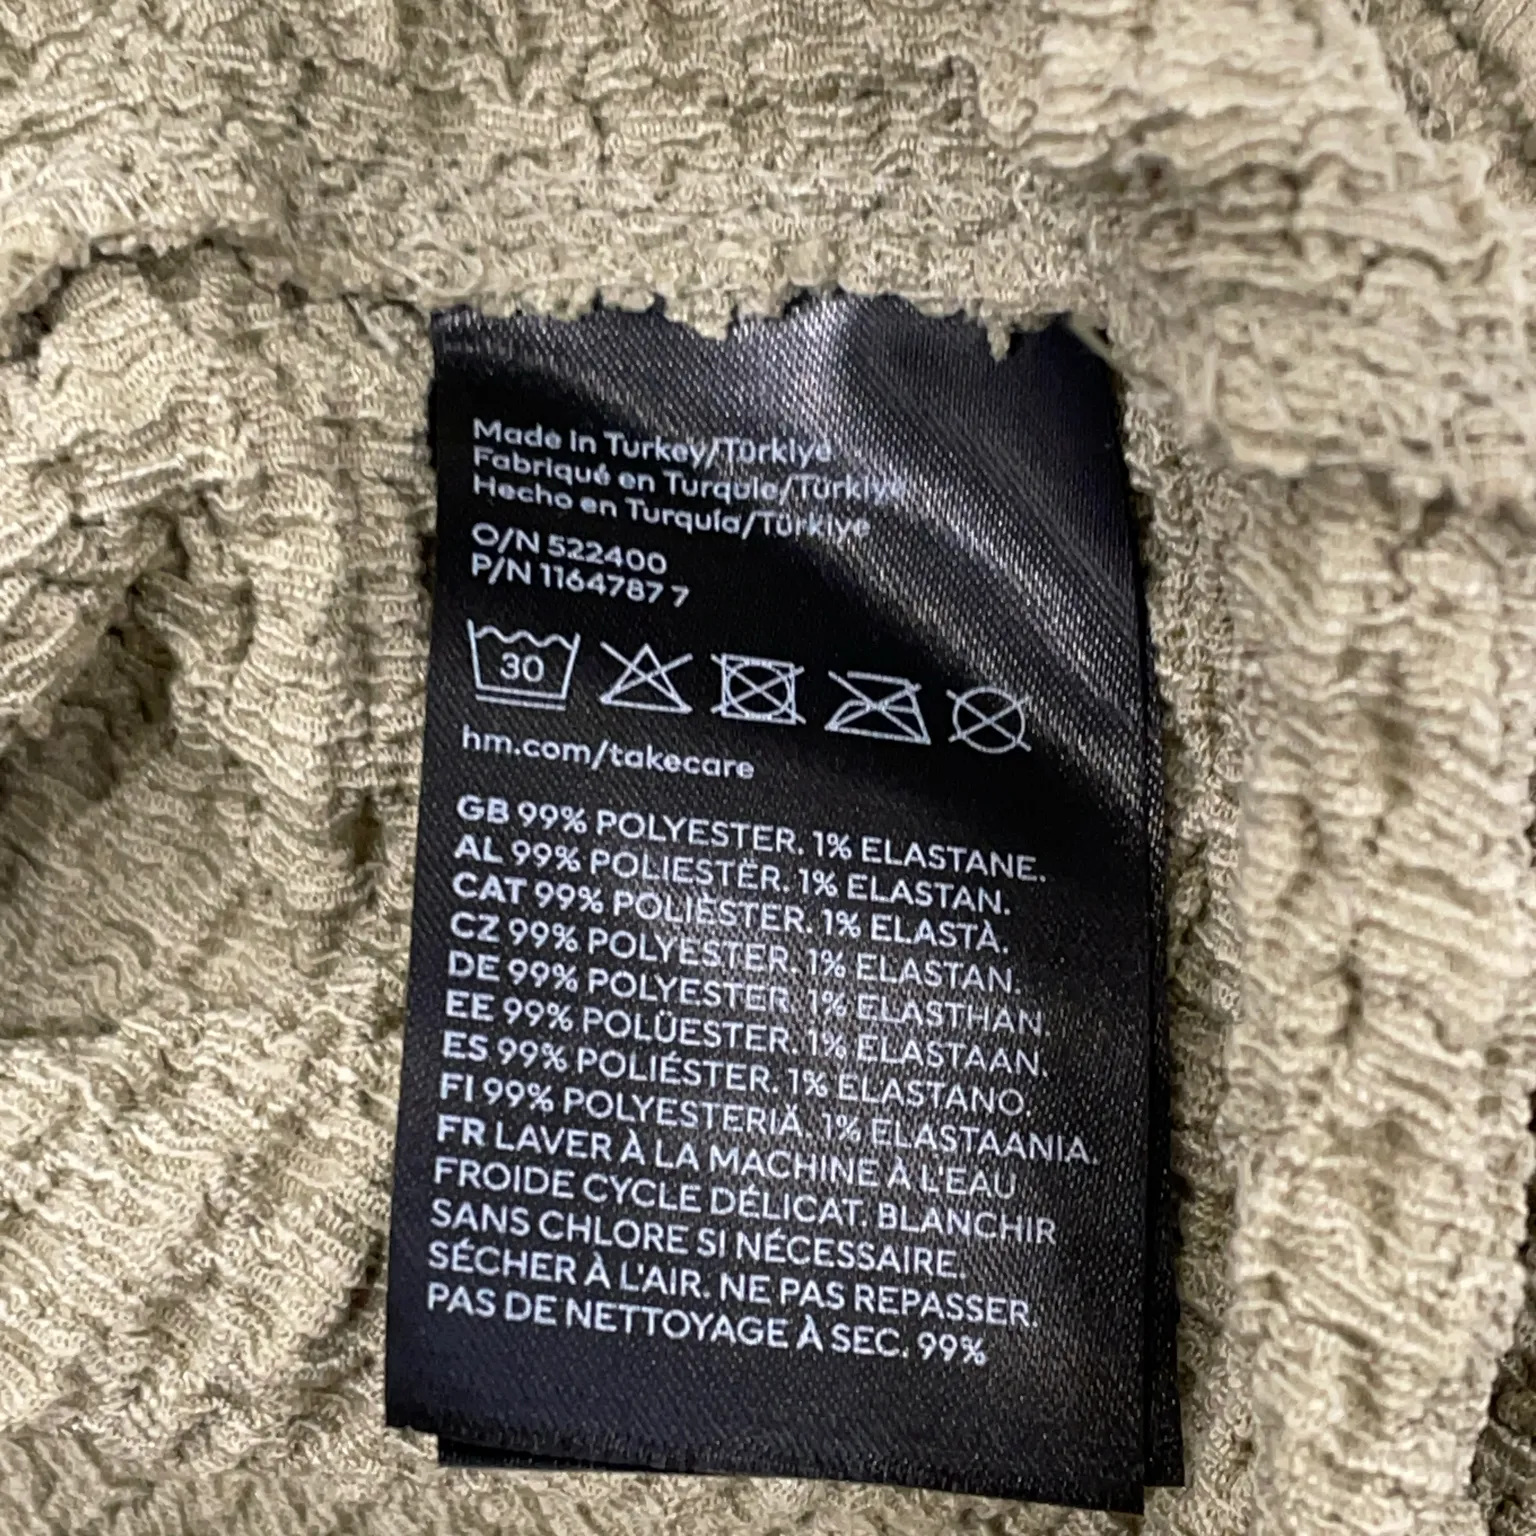 Made in Turkey/Türkiye
Fabriqué en Turquie/Türkiye
Hecho en Turquía/Türkiye
O/N 522400
P/N 1164787 7
30
hm.com/takecare
GB 99% POLYESTER. 1% ELASTANE.
AL 99% POLIESTËR. 1% ELASTAN.
CAT 99% POLIÈSTER. 1% ELASTÀ.
CZ 99% POLYESTER. 1% ELASTAN.
DE 99% POLYESTER. 1% ELASTHAN.
EE 99% POLÜESTER. 1% ELASTAAN.
ES 99% POLIÉSTER. 1% ELASTANO.
FI 99% POLYESTERIÄ. 1% ELASTAANIA.
FR LAVER À LA MACHINE À L'EAU
FROIDE CYCLE DÉLICAT. BLANCHIR
SANS CHLORE SI NÉCESSAIRE.
SÉCHER À L'AIR. NE PAS REPASSER.
PAS DE NETTOYAGE À SEC. 99%